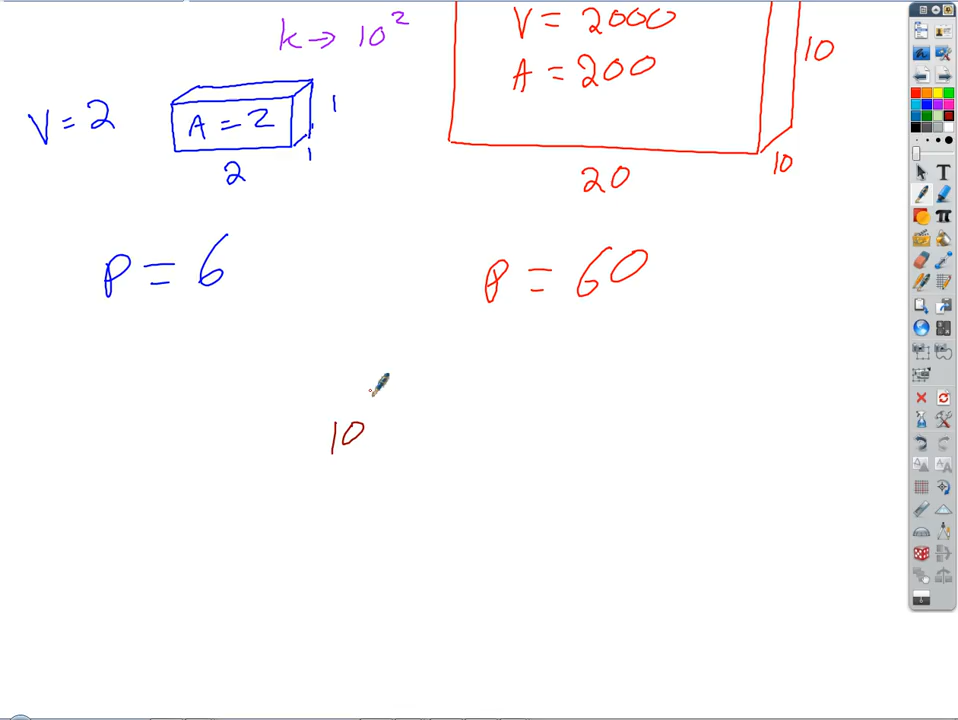 k → 10²
V = 2000
A = 200
10
V = 2
A = 2
1
1
2
10
20
P = 6
P = 60
10